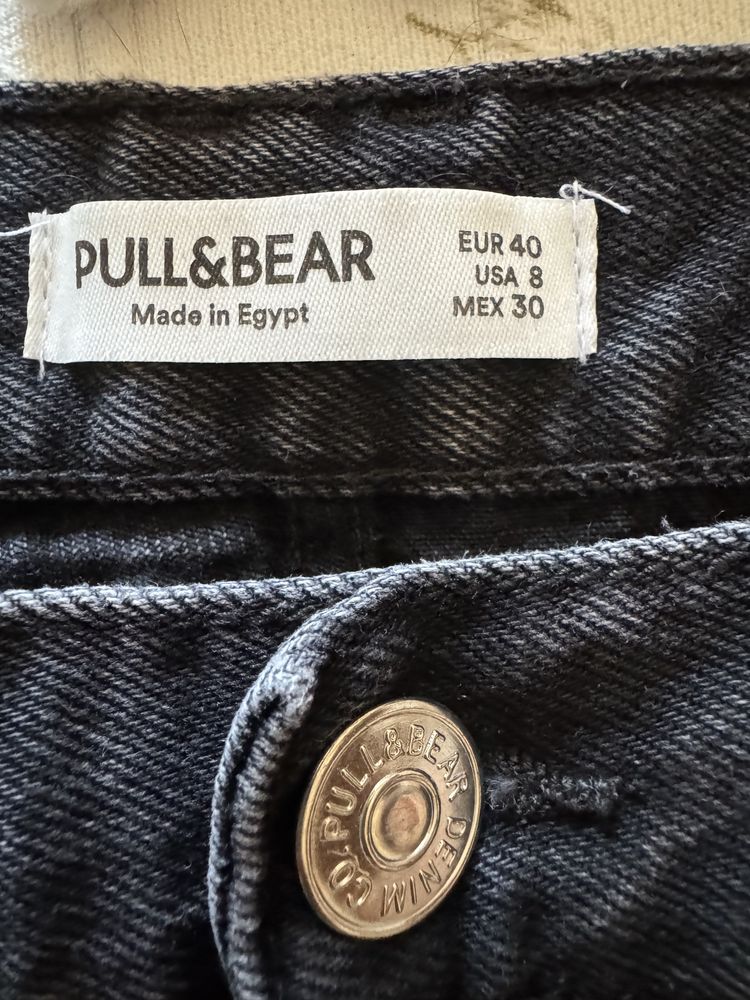 PULL&BEAR
Made in Egypt
EUR 40
USA 8
MEX 30
PULL&BEAR DENIM CO.